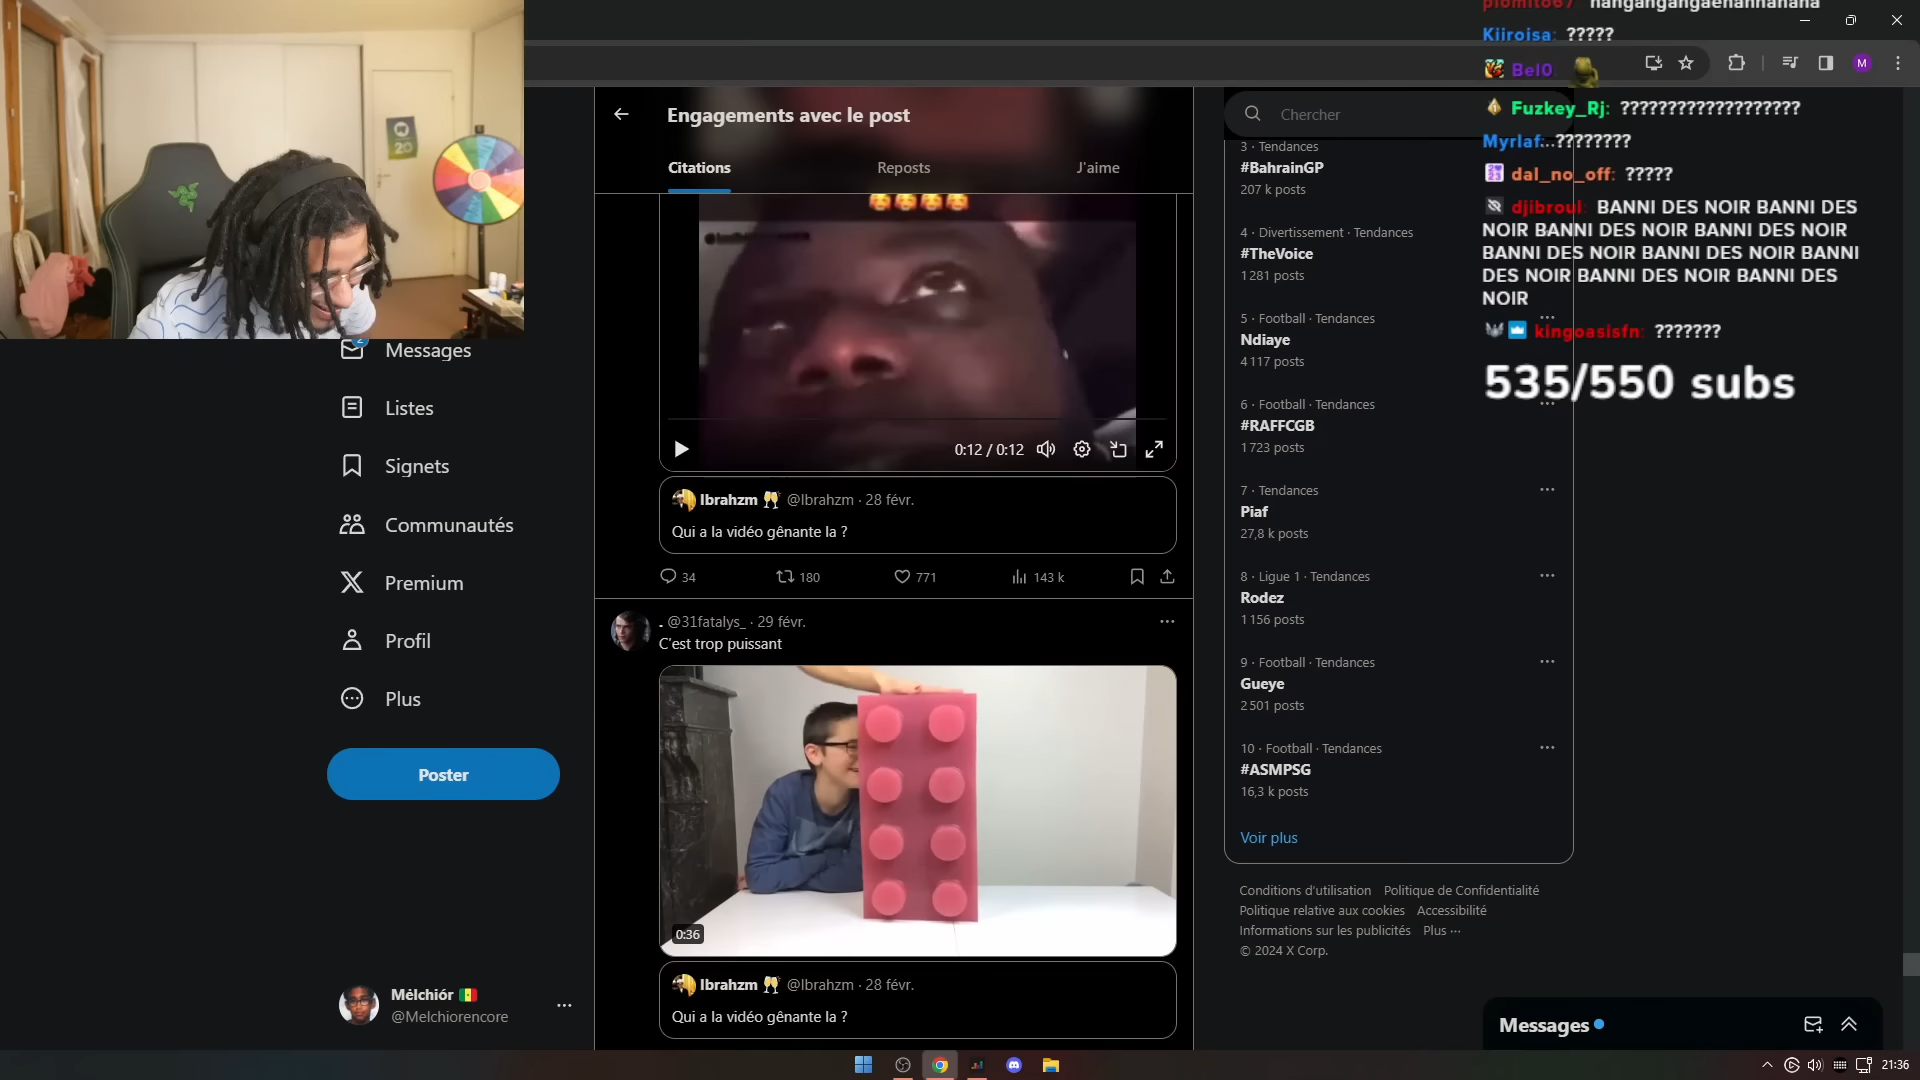 20
Engagements avec le post
Citations
Reposts
J'aime
0:12 / 0:12
Ibrahzm 🥂 @Ibrahzm · 28 févr.
Qui a la vidéo gênante la ?
34
180
771
143 k
. @31fatalys_ · 29 févr.
C'est trop puissant
0:36
Ibrahzm 🥂 @Ibrahzm · 28 févr.
Qui a la vidéo gênante la ?
2
Messages
Listes
Signets
Communautés
Premium
Profil
Plus
Poster
Mėlchiór 🇸🇳
@Melchiorencore
Chercher
3 · Tendances
#BahrainGP
207 k posts
4 · Divertissement · Tendances
#TheVoice
1 281 posts
5 · Football · Tendances
Ndiaye
4 117 posts
6 · Football · Tendances
#RAFFCGB
1 723 posts
7 · Tendances
Piaf
27,8 k posts
8 · Ligue 1 · Tendances
Rodez
1 156 posts
9 · Football · Tendances
Gueye
2 501 posts
10 · Football · Tendances
#ASMPSG
16,3 k posts
Voir plus
Conditions d'utilisation Politique de Confidentialité
Politique relative aux cookies Accessibilité
Informations sur les publicités Plus ···
© 2024 X Corp.
M
Kiiroisa: ?????
Bel0:
Fuzkey_Rj: ???????????????????
Myrlaf: ????????
dal_no_off: ?????
djibroul: BANNI DES NOIR BANNI DES
NOIR BANNI DES NOIR BANNI DES NOIR
BANNI DES NOIR BANNI DES NOIR BANNI
DES NOIR BANNI DES NOIR BANNI DES
NOIR
kingoasisfn: ???????
535/550 subs
Messages
21:36